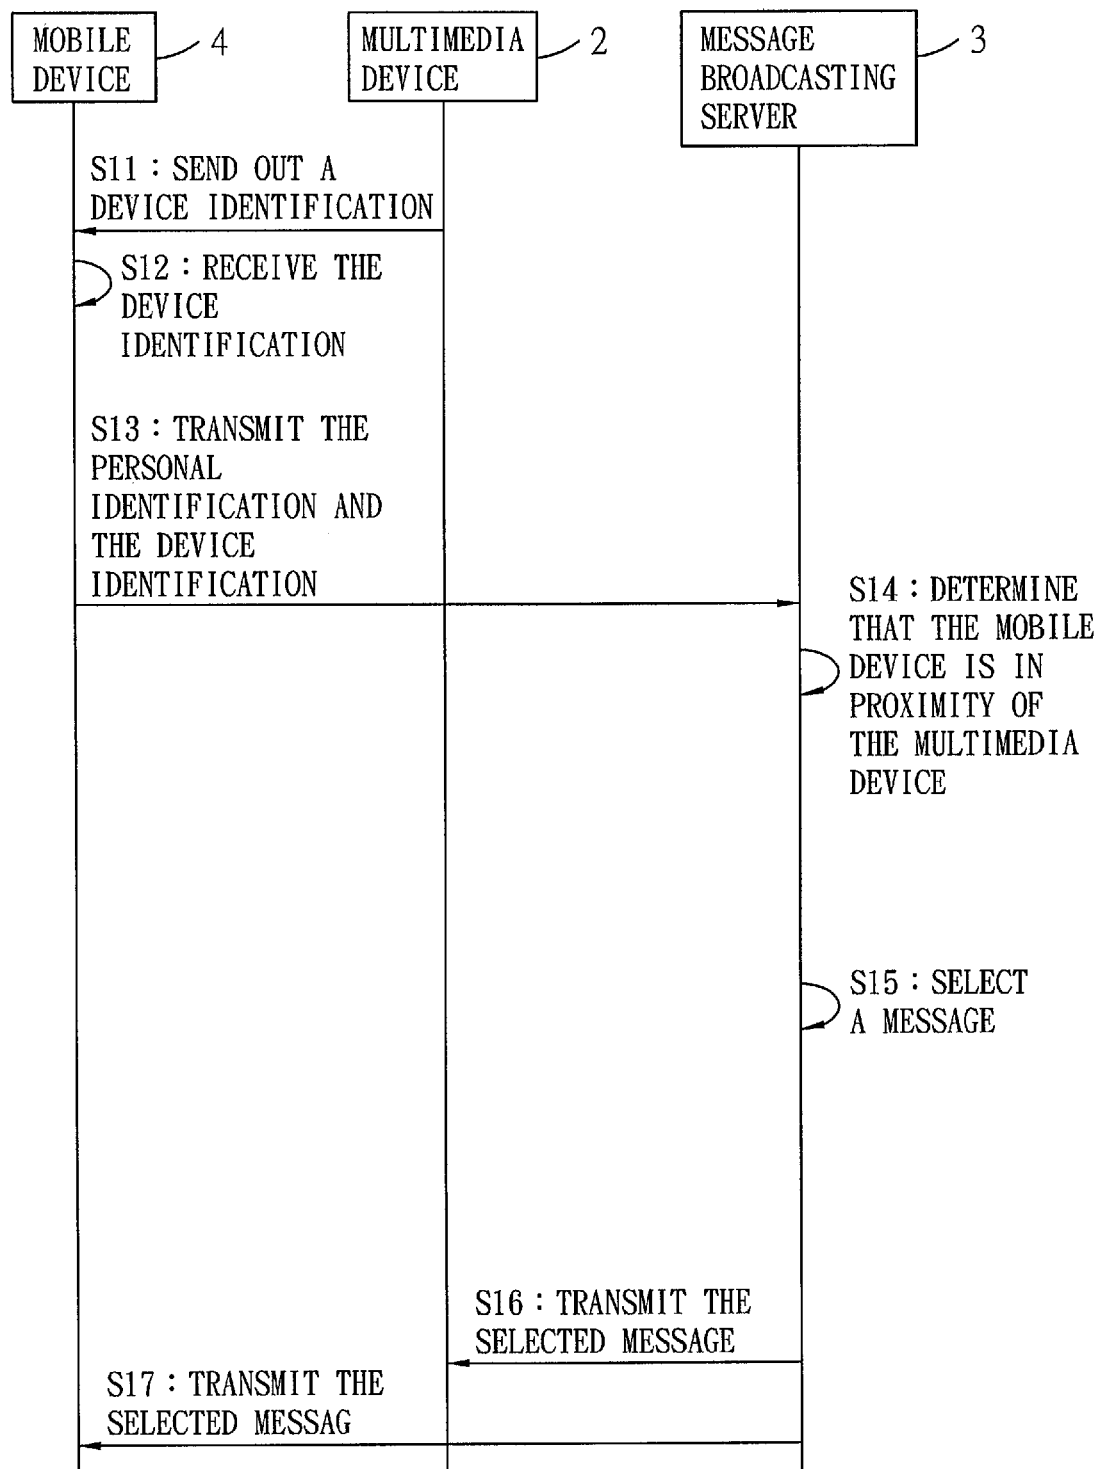 MOBILE
DEVICE
4
MULTIMEDIA
DEVICE
2
MESSAGE
BROADCASTING
SERVER
3
S11：SEND OUT A
DEVICE IDENTIFICATION
S12：RECEIVE THE
DEVICE
IDENTIFICATION
S13：TRANSMIT THE
PERSONAL
IDENTIFICATION AND
THE DEVICE
IDENTIFICATION
S14：DETERMINE
THAT THE MOBILE
DEVICE IS IN
PROXIMITY OF
THE MULTIMEDIA
DEVICE
S15：SELECT
A MESSAGE
S16：TRANSMIT THE
SELECTED MESSAGE
S17：TRANSMIT THE
SELECTED MESSAG